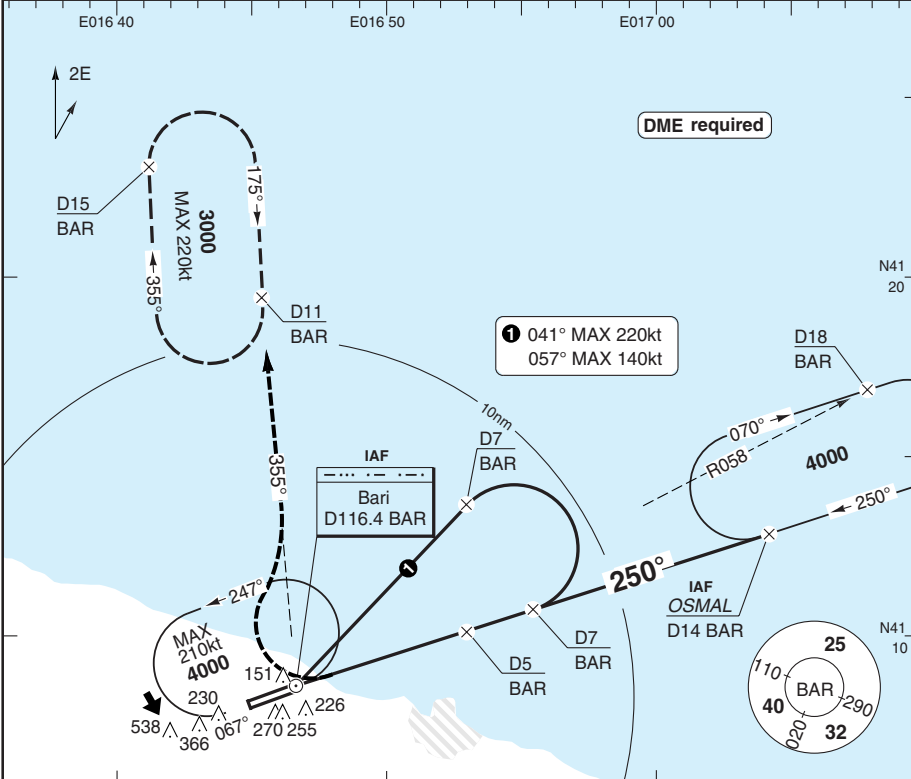 E016 40
E016 50
E017 00
2E
DME required
D15
BAR
175°
3000
MAX 220kt
355°
D11
BAR
N41
20
1 041° MAX 220kt
057° MAX 140kt
D18
BAR
10nm
070°
R058
4000
D7
BAR
355°
IAF
Bari
D116.4 BAR
1
250°
250°
IAF
OSMAL
D14 BAR
247°
MAX
210kt
4000
N41
10
D5
BAR
D7
BAR
151
230
067°
538
366
270
255
226
25
110
BAR
290
40
020
32